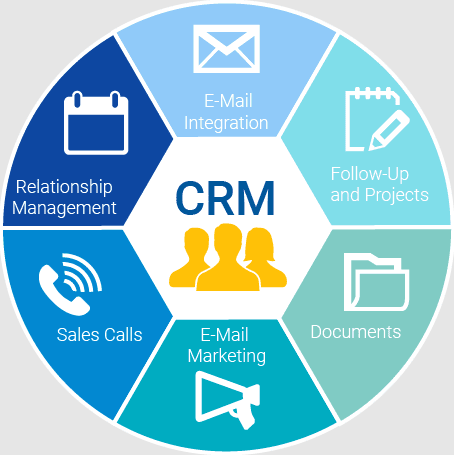 E-Mail
Integration
Follow-Up
and Projects
Documents
E-Mail
Marketing
Sales Calls
Relationship
Management
CRM